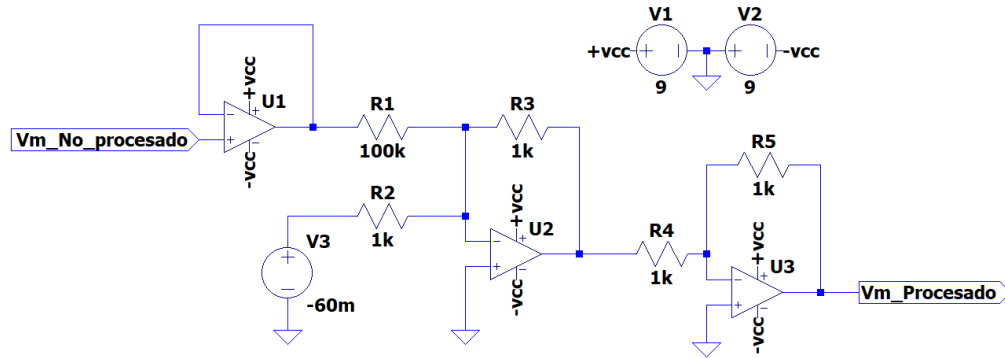 V1
V2
+vcc
-vcc
9
9
+vcc
U1
Vm_No_procesado
-vcc
R1
100k
R3
1k
R2
1k
+vcc
U2
-vcc
V3
-60m
R4
1k
R5
1k
+vcc
U3
-vcc
Vm_Procesado